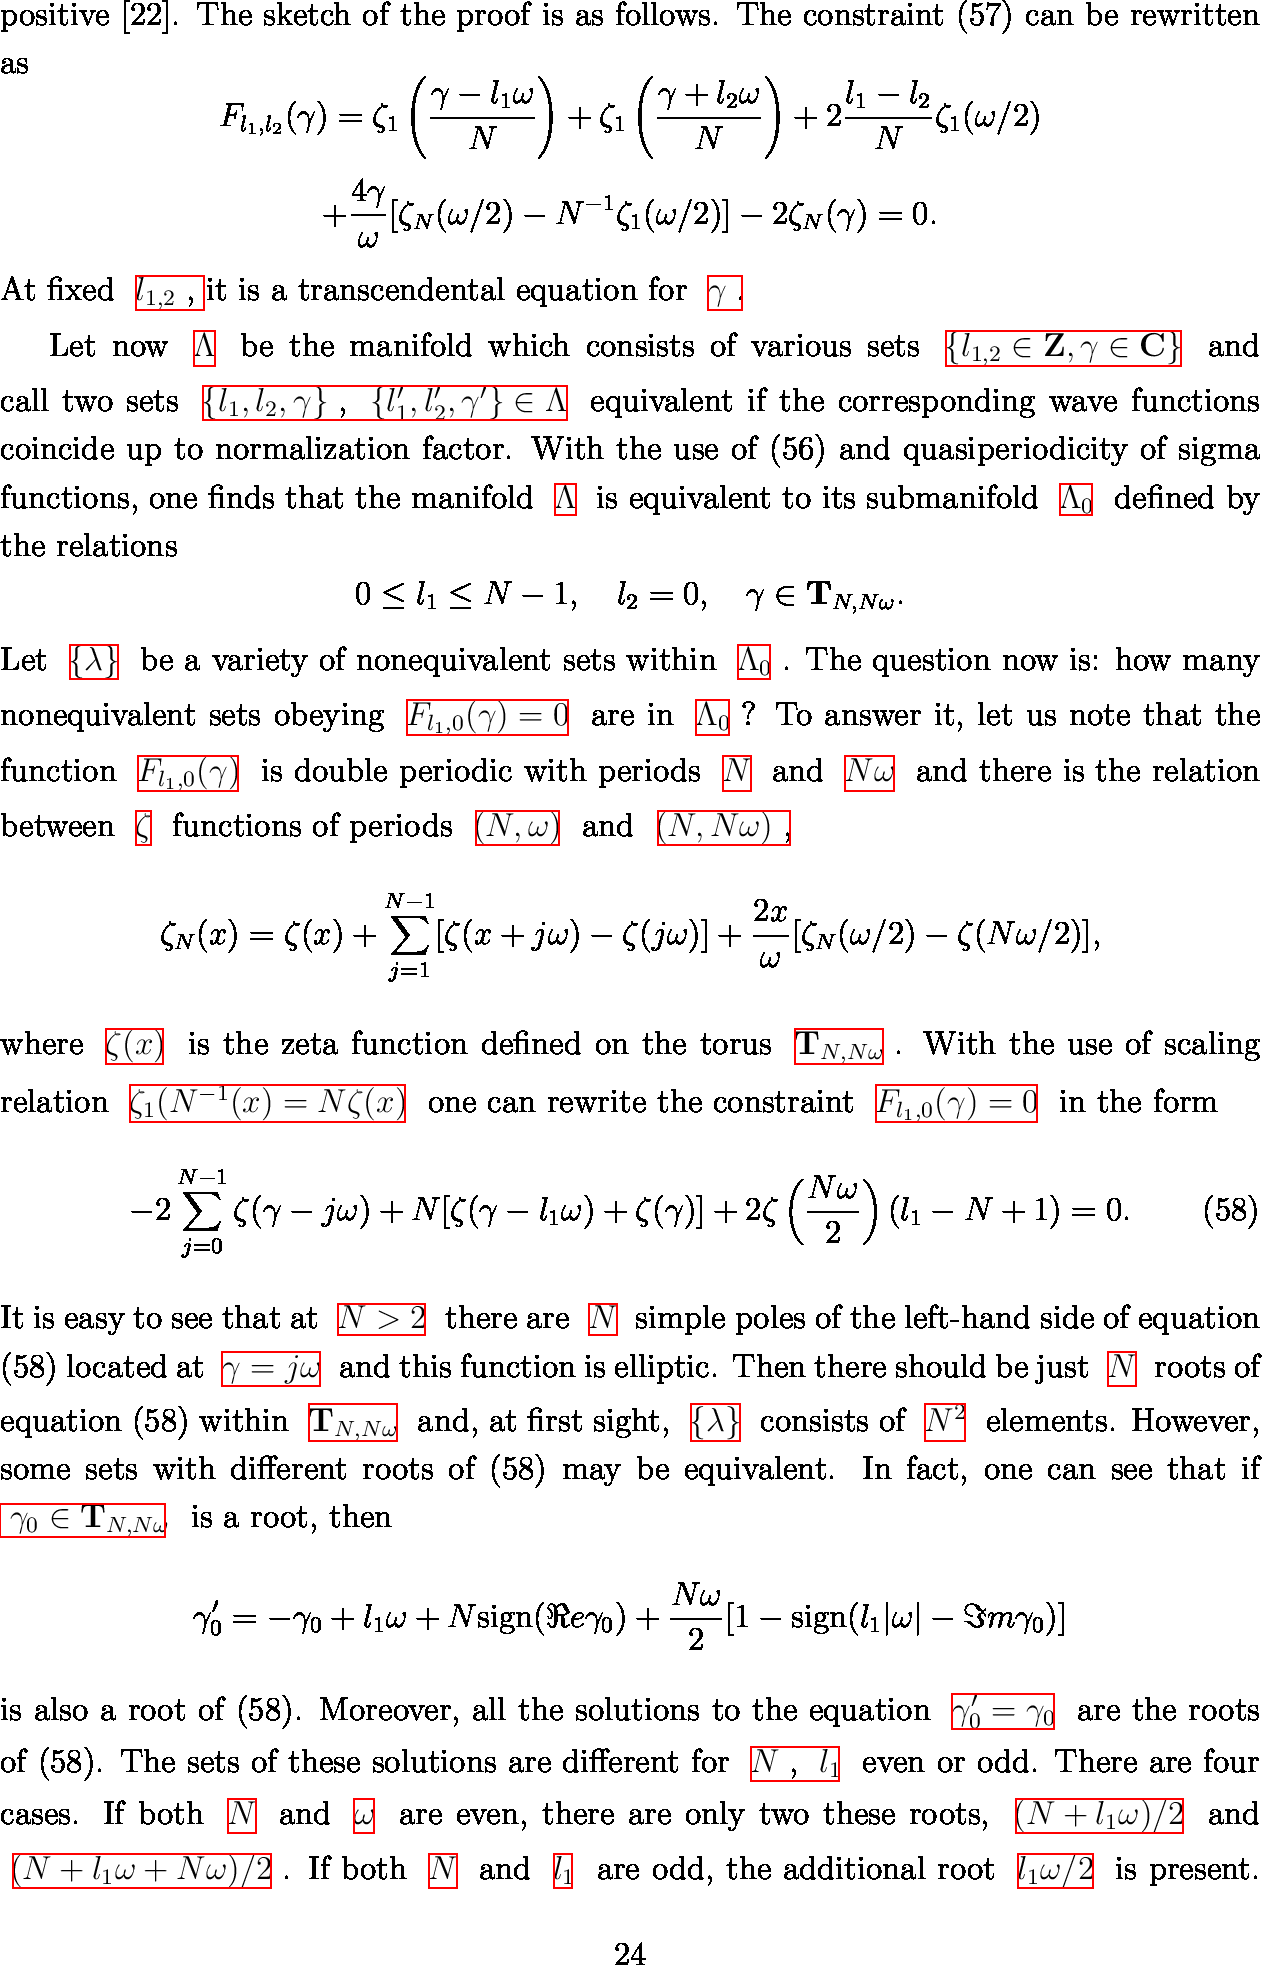 positive [22]. The sketch of the proof is as follows. The constraint (57) can be rewritten
as
$$F_{l_1,l_2}(\gamma) = \zeta_1\left(\frac{\gamma - l_1\omega}{N}\right) + \zeta_1\left(\frac{\gamma + l_2\omega}{N}\right) + 2\frac{l_1 - l_2}{N}\zeta_1(\omega/2)$$
$$+\frac{4\gamma}{\omega}[\zeta_N(\omega/2) - N^{-1}\zeta_1(\omega/2)] - 2\zeta_N(\gamma) = 0.$$
At fixed $l_{1,2}$ , it is a transcendental equation for $\gamma$ .
Let now $\Lambda$ be the manifold which consists of various sets $\{l_{1,2} \in \mathbf{Z}, \gamma \in \mathbf{C}\}$ and
call two sets $\{l_1, l_2, \gamma\}$ , $\{l_1', l_2', \gamma'\} \in \Lambda$ equivalent if the corresponding wave functions
coincide up to normalization factor. With the use of (56) and quasiperiodicity of sigma
functions, one finds that the manifold $\Lambda$ is equivalent to its submanifold $\Lambda_0$ defined by
the relations
$$0 \leq l_1 \leq N - 1, \quad l_2 = 0, \quad \gamma \in \mathbf{T}_{N,N\omega}.$$
Let $\{\lambda\}$ be a variety of nonequivalent sets within $\Lambda_0$ . The question now is: how many
nonequivalent sets obeying $F_{l_1,0}(\gamma) = 0$ are in $\Lambda_0$ ? To answer it, let us note that the
function $F_{l_1,0}(\gamma)$ is double periodic with periods $N$ and $N\omega$ and there is the relation
between $\zeta$ functions of periods $(N, \omega)$ and $(N, N\omega)$ ,
$$\zeta_N(x) = \zeta(x) + \sum_{j=1}^{N-1}[\zeta(x + j\omega) - \zeta(j\omega)] + \frac{2x}{\omega}[\zeta_N(\omega/2) - \zeta(N\omega/2)],$$
where $\zeta(x)$ is the zeta function defined on the torus $\mathbf{T}_{N,N\omega}$ . With the use of scaling
relation $\zeta_1(N^{-1}(x) = N\zeta(x)$ one can rewrite the constraint $F_{l_1,0}(\gamma) = 0$ in the form
$$-2\sum_{j=0}^{N-1}\zeta(\gamma - j\omega) + N[\zeta(\gamma - l_1\omega) + \zeta(\gamma)] + 2\zeta\left(\frac{N\omega}{2}\right)(l_1 - N + 1) = 0. \quad (58)$$
It is easy to see that at $N > 2$ there are $N$ simple poles of the left-hand side of equation
(58) located at $\gamma = j\omega$ and this function is elliptic. Then there should be just $N$ roots of
equation (58) within $\mathbf{T}_{N,N\omega}$ and, at first sight, $\{\lambda\}$ consists of $N^2$ elements. However,
some sets with different roots of (58) may be equivalent. In fact, one can see that if
$\gamma_0 \in \mathbf{T}_{N,N\omega}$ is a root, then
$$\gamma_0' = -\gamma_0 + l_1\omega + N\text{sign}(\Re e\gamma_0) + \frac{N\omega}{2}[1 - \text{sign}(l_1|\omega| - \Im m\gamma_0)]$$
is also a root of (58). Moreover, all the solutions to the equation $\gamma_0' = \gamma_0$ are the roots
of (58). The sets of these solutions are different for $N$ , $l_1$ even or odd. There are four
cases. If both $N$ and $\omega$ are even, there are only two these roots, $(N + l_1\omega)/2$ and
$(N + l_1\omega + N\omega)/2$ . If both $N$ and $l_1$ are odd, the additional root $l_1\omega/2$ is present.
24